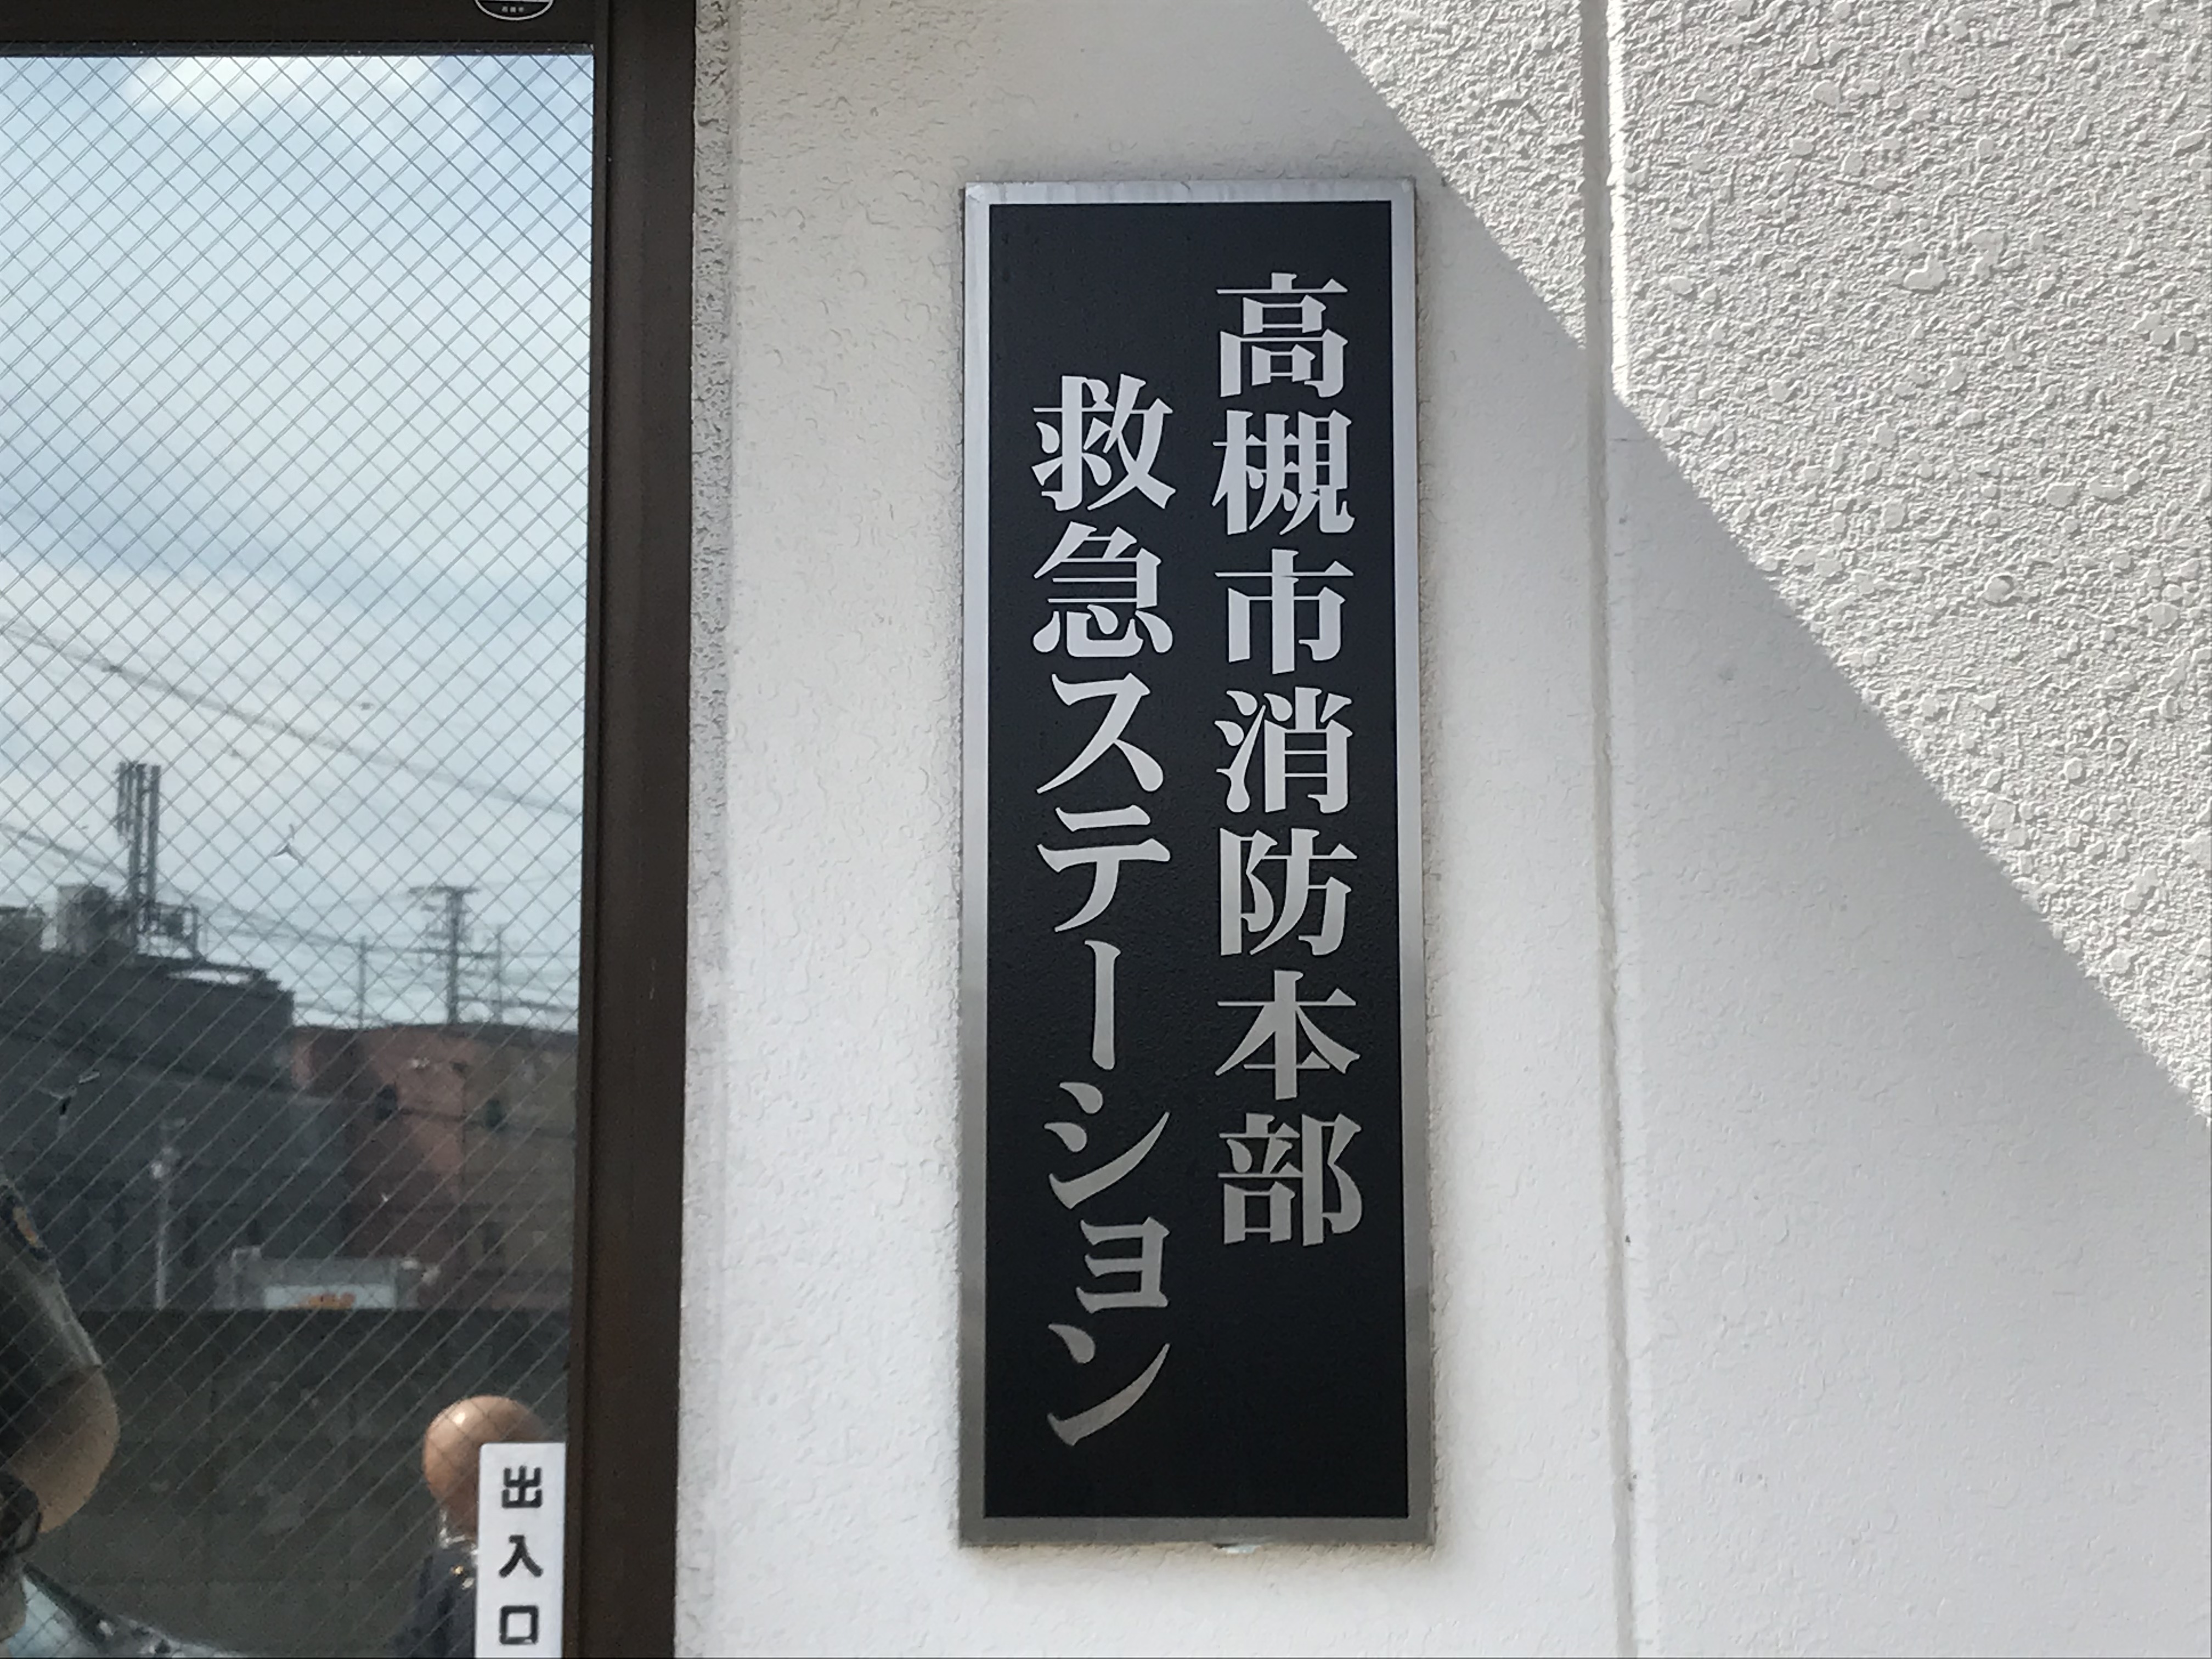 高槻市消防本部
救急ステーション
出入口